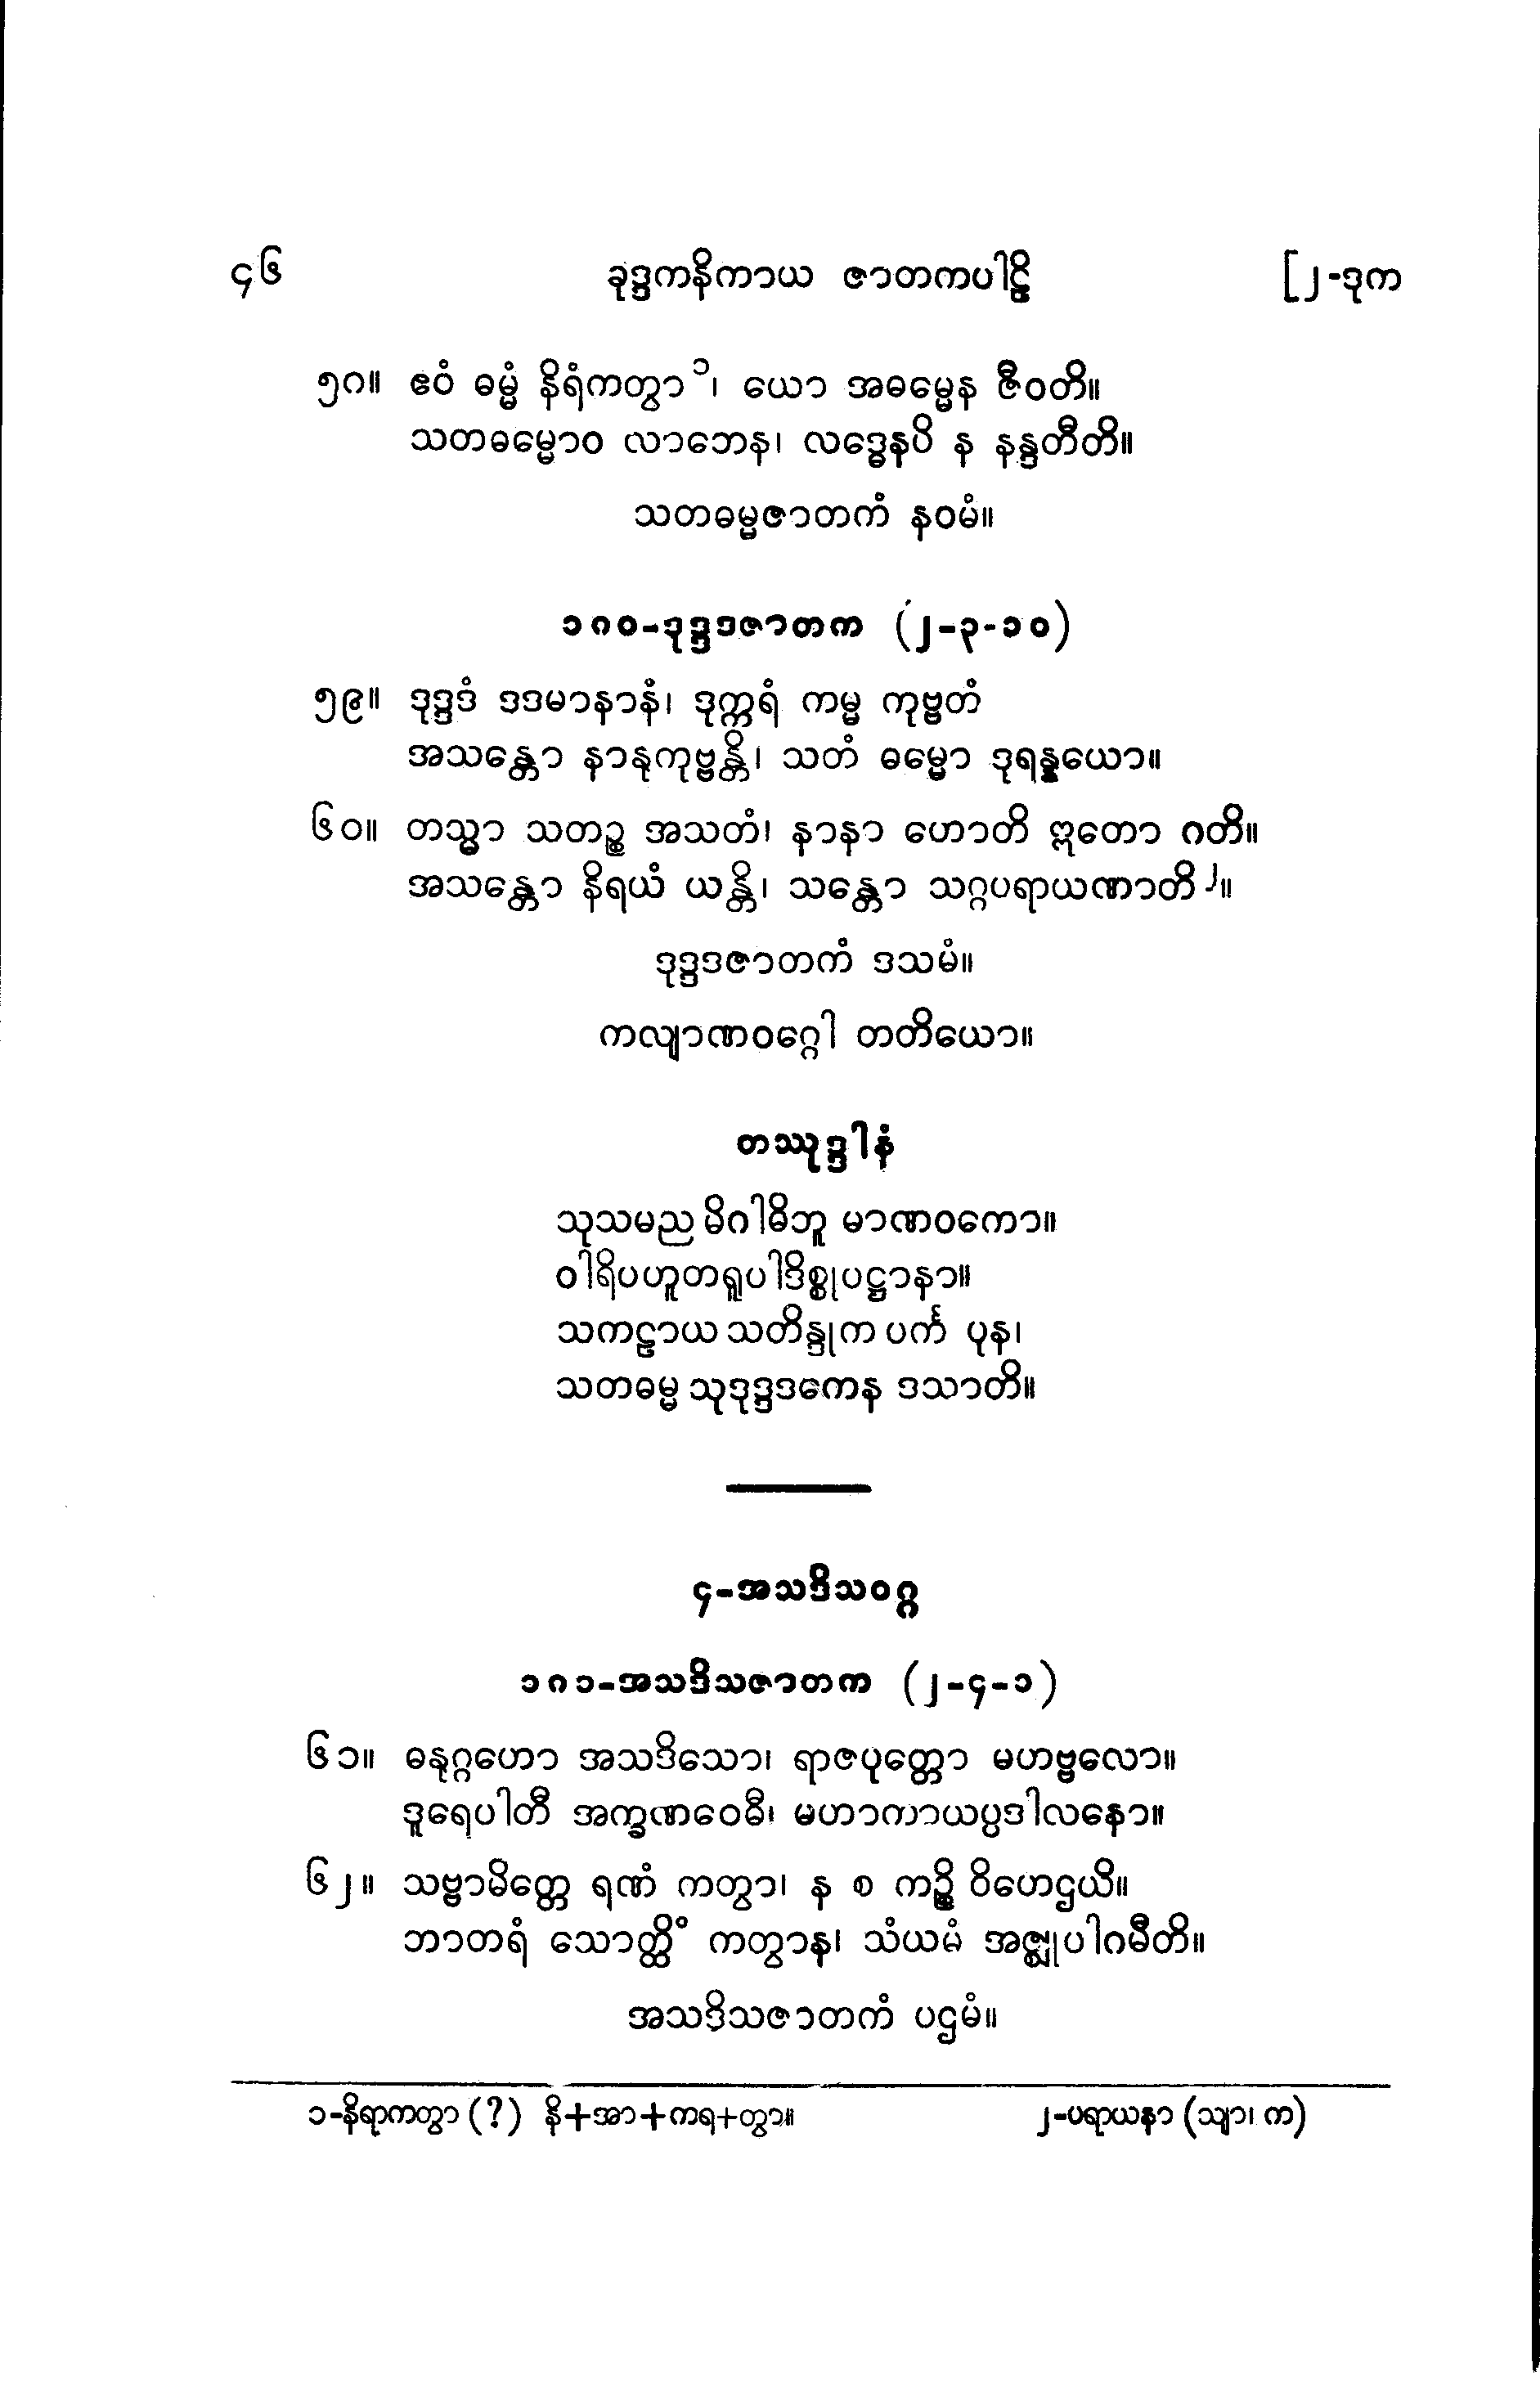 ၄၆ ခုဒ္ဒကနိကာယ ဇာတကပါဠိ [၂-ဒုက
၅၈။ ဧဝံ ဓမ္မံ နိရံကတွာ ၁၊ ယော အဓမ္မေန ဇီဝတိ။
သတဓမ္မောဝ လာဘေန၊ လဒ္ဓေနပိ န နန္ဒတီတိ။
သတဓမ္မဇာတကံ နဝမံ။
၁၈၀-ဒုဒ္ဒဒဇာတက (၂-၃-၁၀)
၅၉။ ဒုဒ္ဒဒံ ဒဒမာနာနံ၊ ဒုက္ကရံ ကမ္မ ကုဗ္ဗတံ
အသန္တော နာနုကုဗ္ဗန္တိ၊ သတံ ဓမ္မော ဒုရန္နယော။
၆၀။ တသ္မာ သတဉ္စ အသတံ၊ နာနာ ဟောတိ ဣတော ဂတိ။
အသန္တော နိရယံ ယန္တိ၊ သန္တော သဂ္ဂပရာယဏာတိ ၂။
ဒုဒ္ဒဒဇာတကံ ဒသမံ။
ကလျာဏဝဂ္ဂေါ တတိယော။
တဿုဒ္ဒါနံ
သုသမည မိဂါဓိဘူ မာဏဝကော။
ဝါရိပဟူတရူပါဒိစ္စုပဋ္ဌာနာ။
သကဠာယ သတိန္ဒုက ပင်္က ပုန၊
သတဓမ္မ သုဒုဒ္ဒဒကေန ဒသာတိ။
၄-အသဒိသဝဂ္ဂ
၁၈၁-အသဒိသဇာတက (၂-၄-၁)
၆၁။ ဓနုဂ္ဂဟော အသဒိသော၊ ရာဇပုတ္တော မဟဗ္ဗလော။
ဒူရေပါတီ အက္ခဏဝေဓီ၊ မဟာကာယပ္ပဒါလနော။
၆၂။ သဗ္ဗာမိတ္တေ ရဏံ ကတွာ၊ န စ ကဉ္စိ ဝိဟေဌယိ။
ဘာတရံ သောတ္ထိံ ကတွာန၊ သံယမံ အဇ္ဈုပါဂမီတိ။
အသဒိသဇာတကံ ပဌမံ။
၁-နိရာကတွာ (?) နိ+အာ+ကရ+တွာ။ ၂-ပရာယနာ (သျာ၊ က)